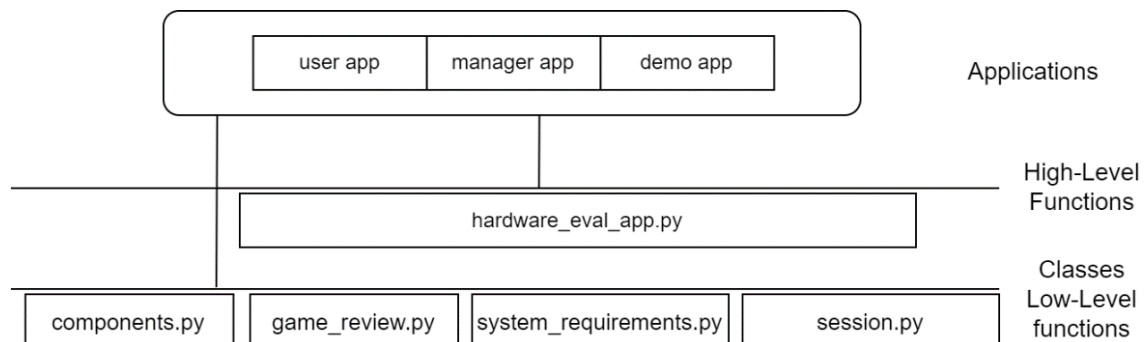 user app
manager app
demo app
Applications
High-Level
Functions
hardware_eval_app.py
Classes
Low-Level
functions
components.py
game_review.py
system_requirements.py
session.py